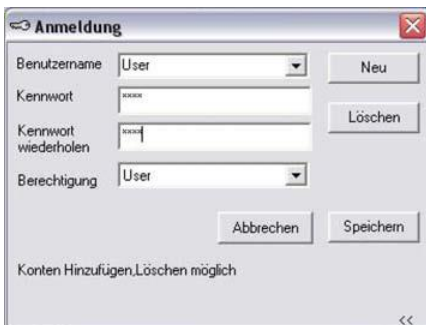 Anmeldung
Benutzername User Neu
Kennwort ****
Kennwort wiederholen **** Löschen
Berechtigung User
Abbrechen Speichern
Konten Hinzufügen,Löschen möglich
<<